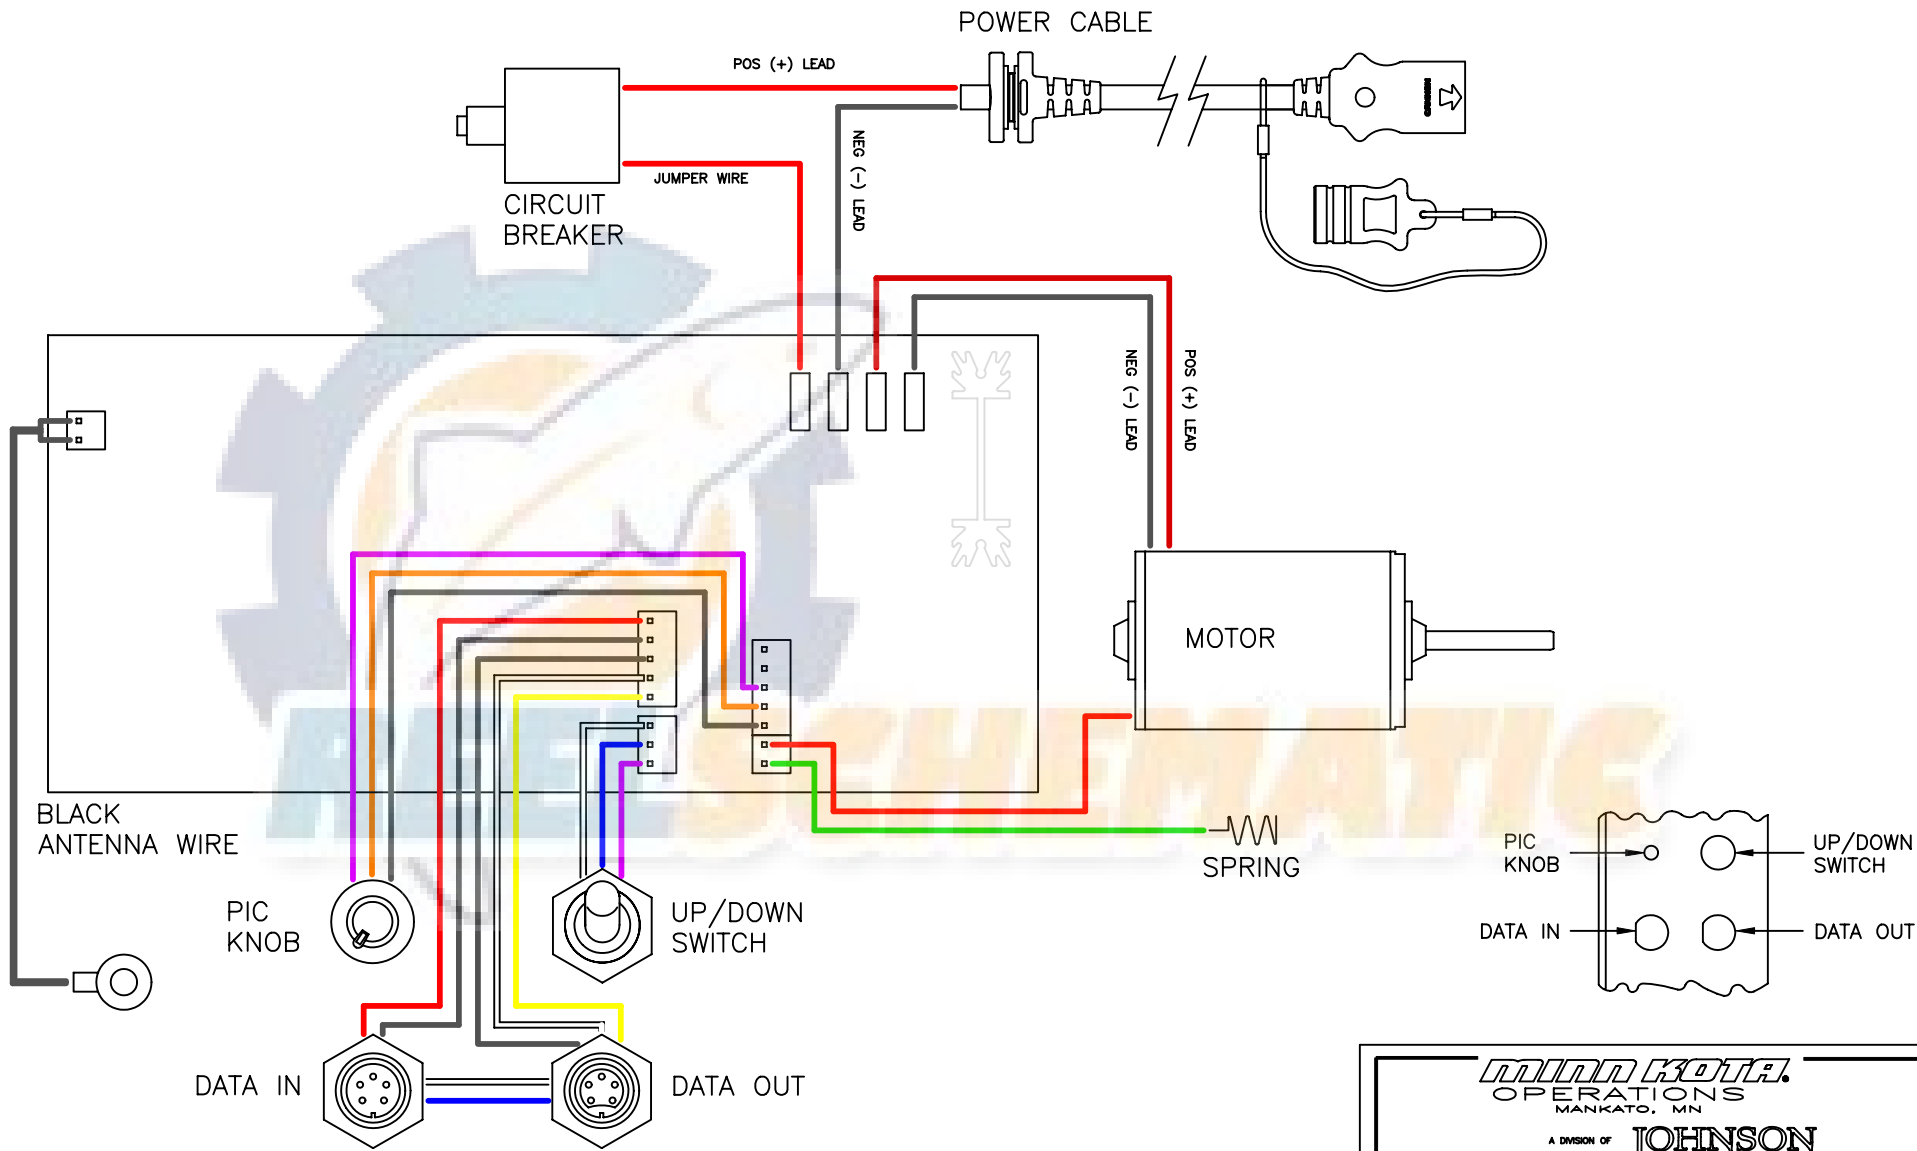 POWER CABLE
POS (+) LEAD
NEG (-) LEAD
JUMPER WIRE
CIRCUIT
BREAKER
NEG (-) LEAD
POS (+) LEAD
MOTOR
REELSCHEMATIC
BLACK
ANTENNA WIRE
SPRING
PIC
KNOB
UP/DOWN
SWITCH
PIC
KNOB
UP/DOWN
SWITCH
DATA IN
DATA OUT
DATA IN
DATA OUT
MINN KOTA.
OPERATIONS
MANKATO, MN
A DIVISION OF JOHNSON